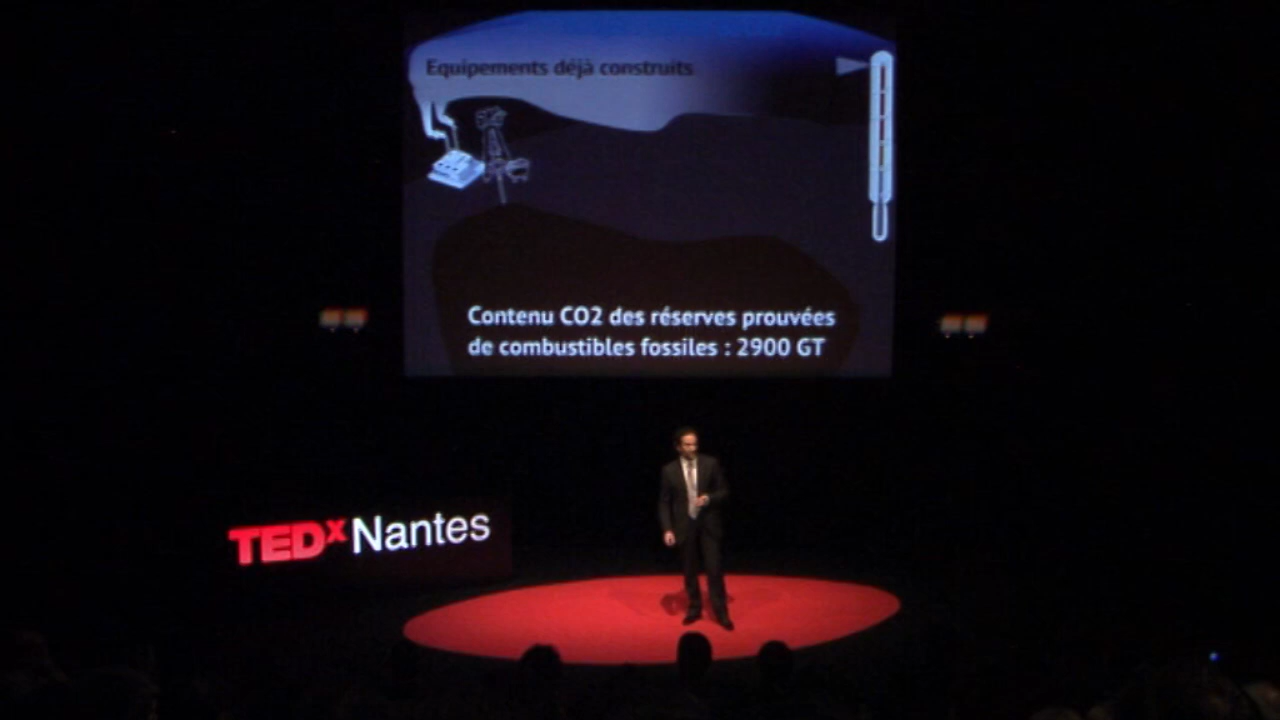 Equipements déjà construits
Contenu CO2 des réserves prouvées
de combustibles fossiles : 2900 GT
TEDx Nantes